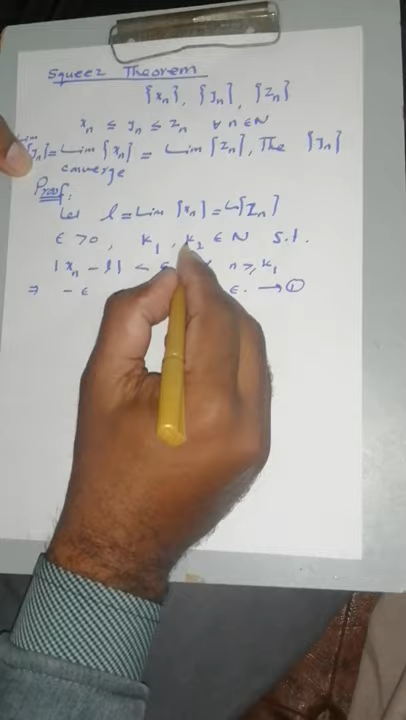 Squeez Theorem
{xn}, {yn}, {zn}
xn ≤ yn ≤ zn ∀ n∈N
Lim {yn} = Lim {xn} = Lim {zn}, The {yn}
converge
Proof:
Let l = Lim {xn} = L{zn}
ϵ > 0, K1, K2 ∈ N s.t.
|xn - l| < ϵ n ≥ K1
⇒ - ϵ ϵ. → ①